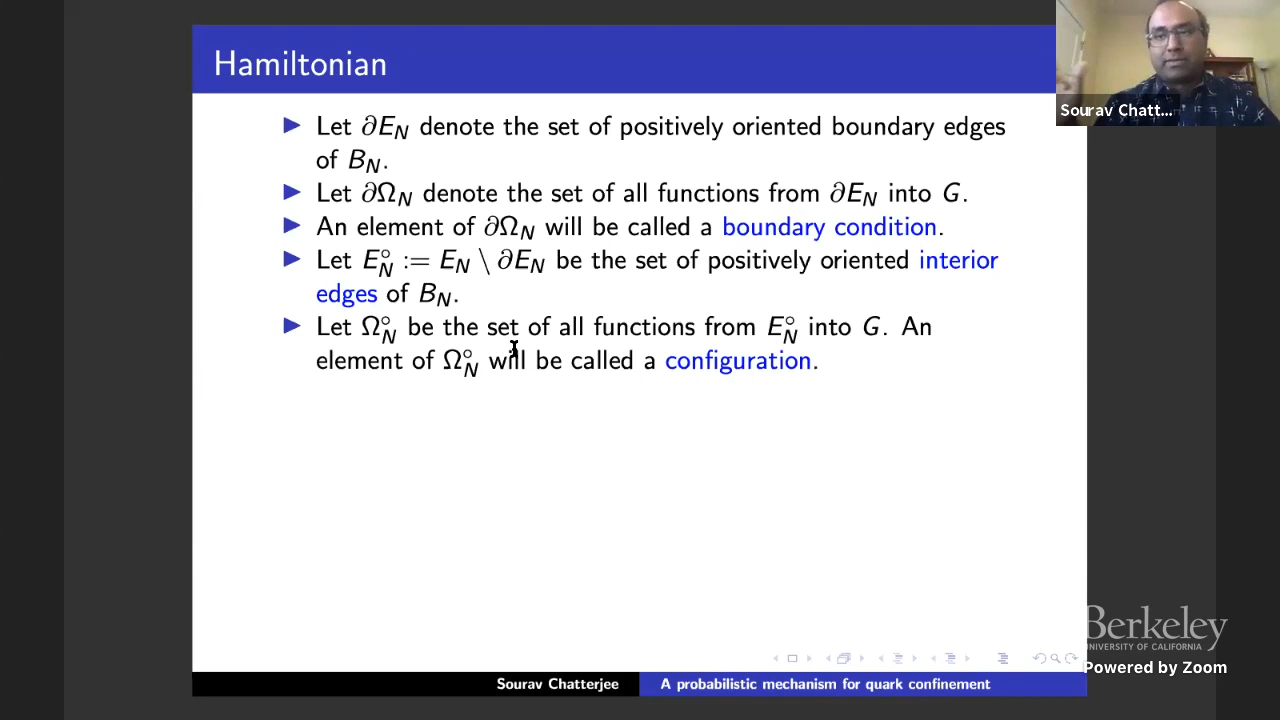 Hamiltonian
Sourav Chatt...
▶ Let ∂E_N denote the set of positively oriented boundary edges
of B_N.
▶ Let ∂Ω_N denote the set of all functions from ∂E_N into G.
▶ An element of ∂Ω_N will be called a boundary condition.
▶ Let E_N^° := E_N \ ∂E_N be the set of positively oriented interior
edges of B_N.
▶ Let Ω_N^° be the set of all functions from E_N^° into G. An
element of Ω_N^° will be called a configuration.
Berkeley
UNIVERSITY OF CALIFORNIA
Powered by Zoom
Sourav Chatterjee
A probabilistic mechanism for quark confinement